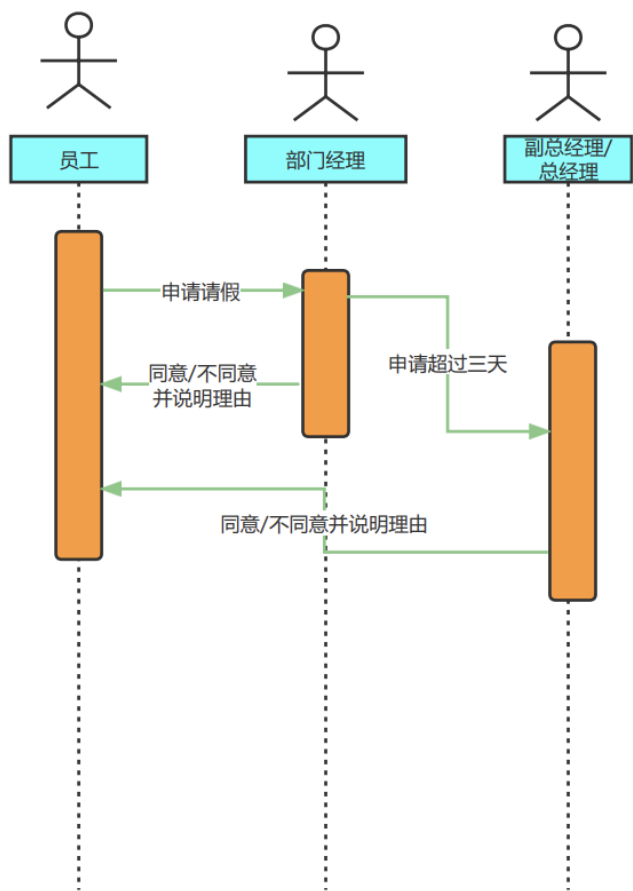 员工
部门经理
副总经理/
总经理
申请请假
申请超过三天
同意/不同意
并说明理由
同意/不同意并说明理由